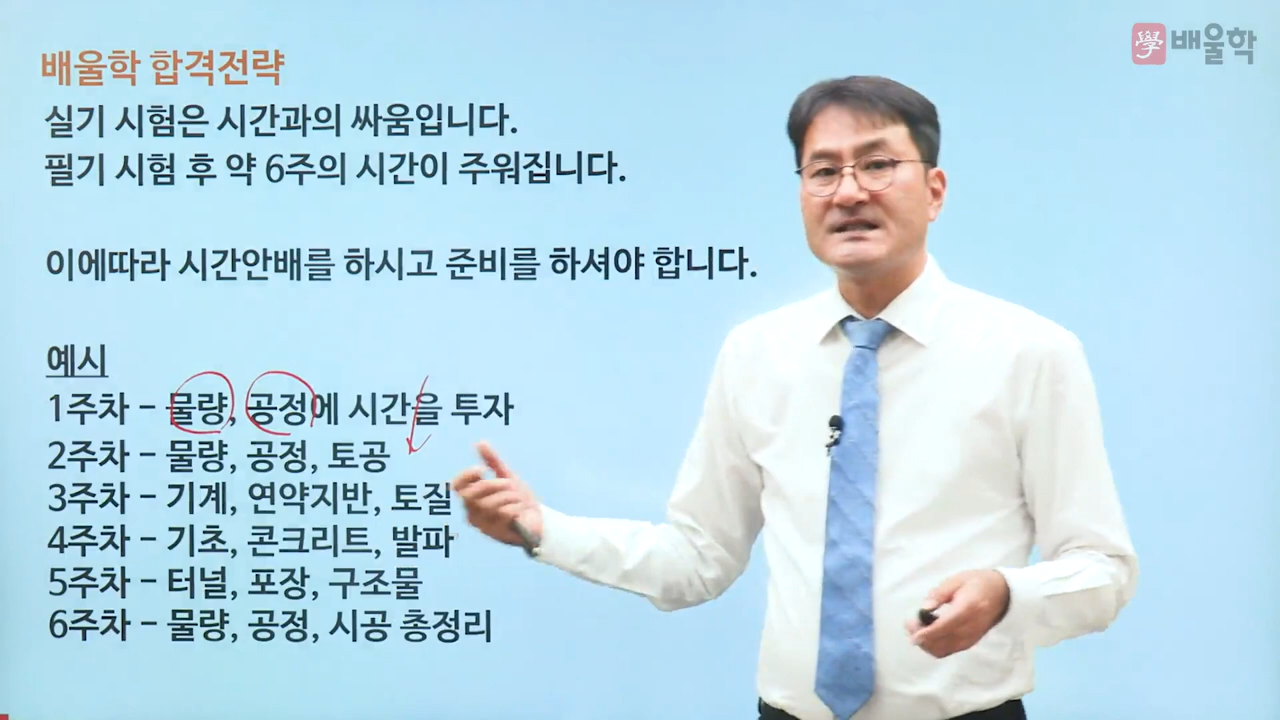 배울학 합격전략
學배울학
실기 시험은 시간과의 싸움입니다.
필기 시험 후 약 6주의 시간이 주워집니다.
이에따라 시간안배를 하시고 준비를 하셔야 합니다.
예시
1주차 - 물량, 공정에 시간을 투자
2주차 - 물량, 공정, 토공
3주차 - 기계, 연약지반, 토질
4주차 - 기초, 콘크리트, 발파
5주차 - 터널, 포장, 구조물
6주차 - 물량, 공정, 시공 총정리